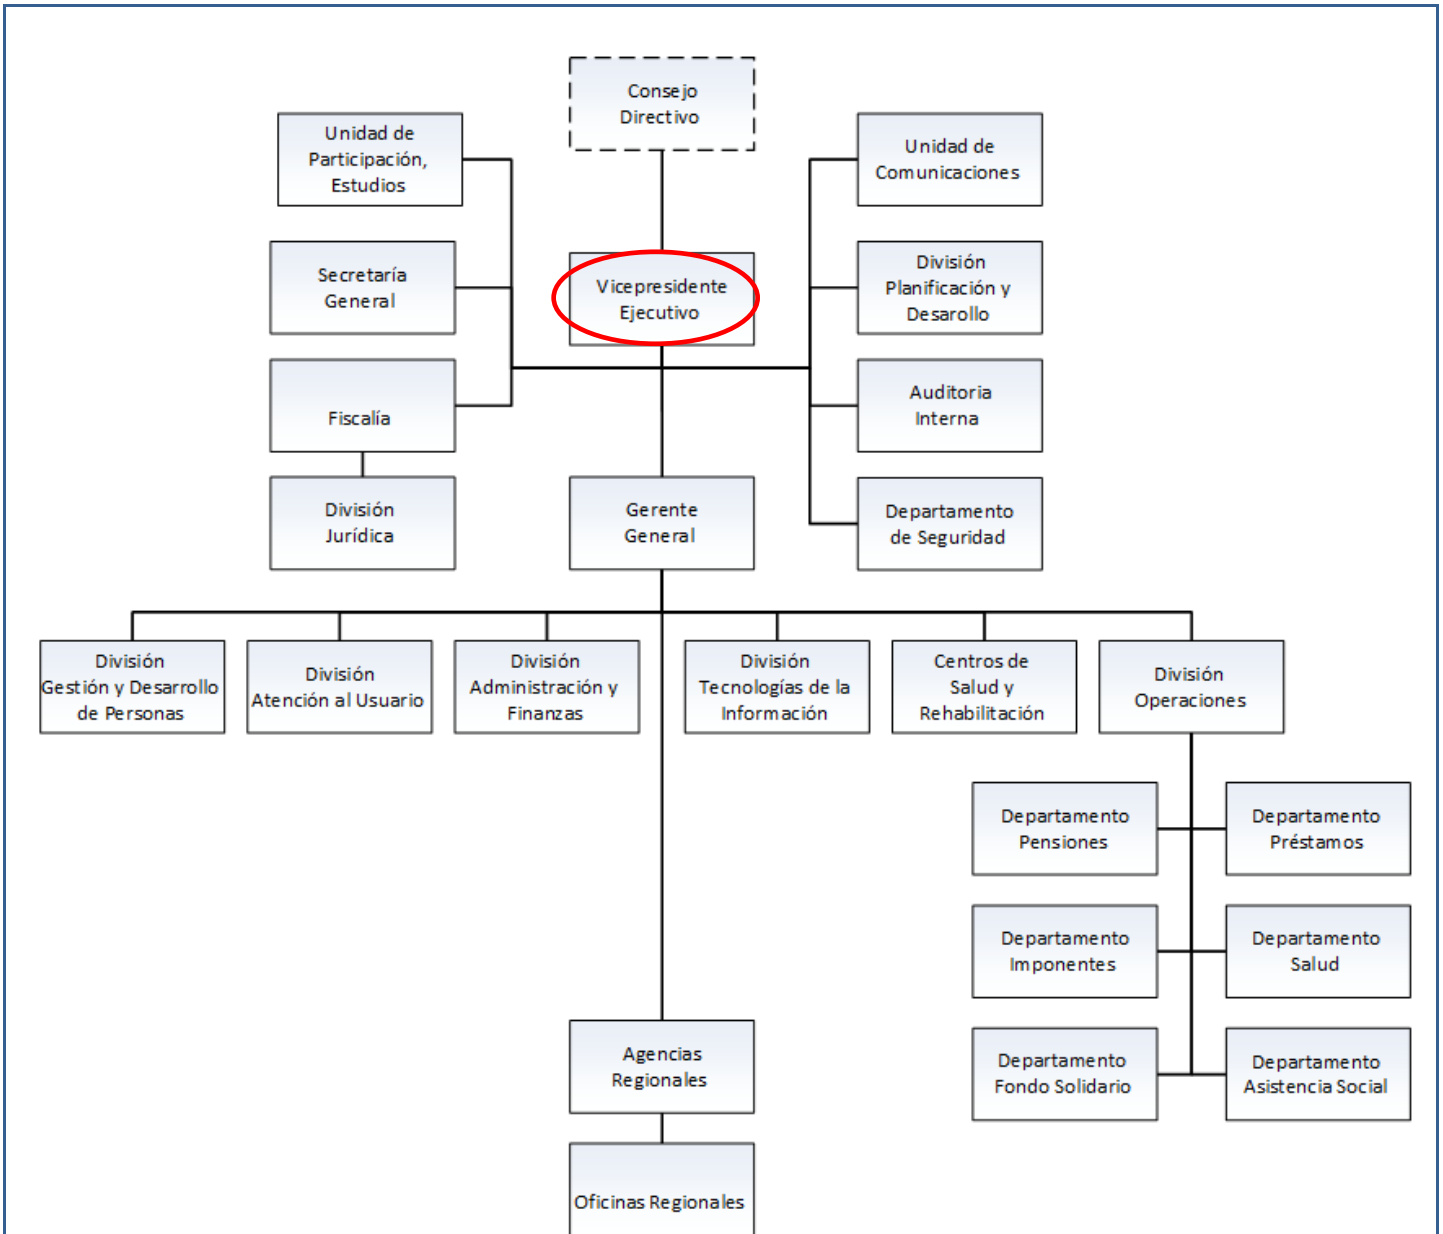 Consejo
Directivo
Unidad de
Participación,
Estudios
Unidad de
Comunicaciones
Secretaría
General
Vicepresidente
Ejecutivo
División
Planificación y
Desarollo
Fiscalía
Auditoria
Interna
División
Jurídica
Gerente
General
Departamento
de Seguridad
División
Gestión y Desarrollo
de Personas
División
Atención al Usuario
División
Administración y
Finanzas
División
Tecnologías de la
Información
Centros de
Salud y
Rehabilitación
División
Operaciones
Departamento
Pensiones
Departamento
Préstamos
Departamento
Imponentes
Departamento
Salud
Departamento
Fondo Solidario
Departamento
Asistencia Social
Agencias
Regionales
Oficinas Regionales